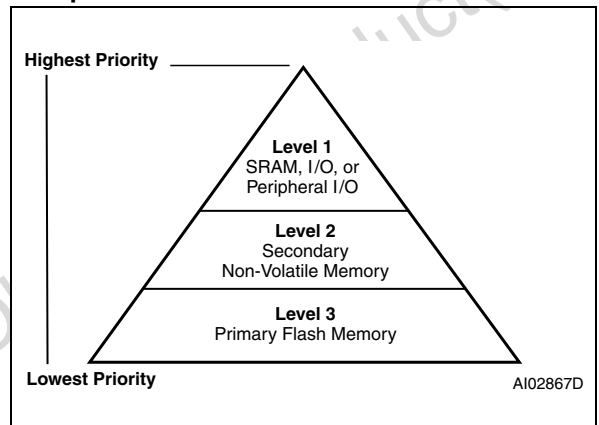 Highest Priority
Level 1
SRAM, I/O, or
Peripheral I/O
Level 2
Secondary
Non-Volatile Memory
Level 3
Primary Flash Memory
Lowest Priority
AI02867D